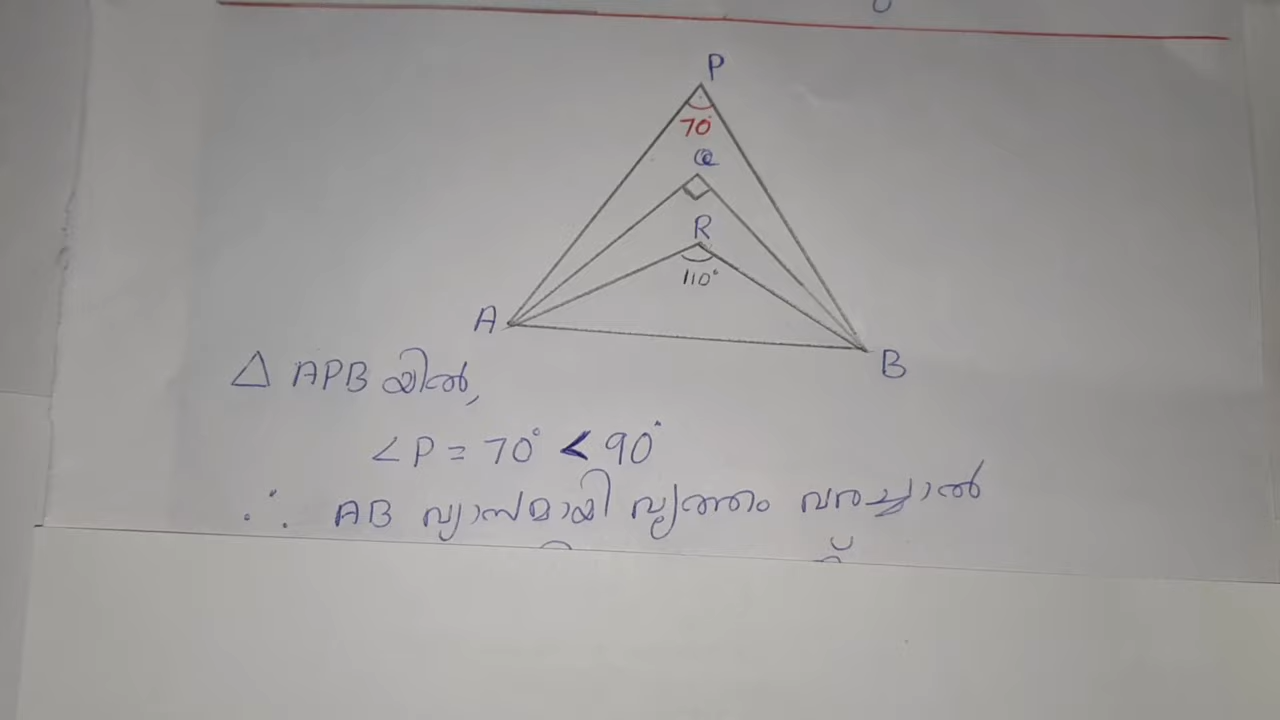 P
70°
Q
R
110°
A
B
△ APB യിൽ,
∠P = 70° < 90°
∴ AB വ്യാസമായി വൃത്തം വരച്ചാൽ